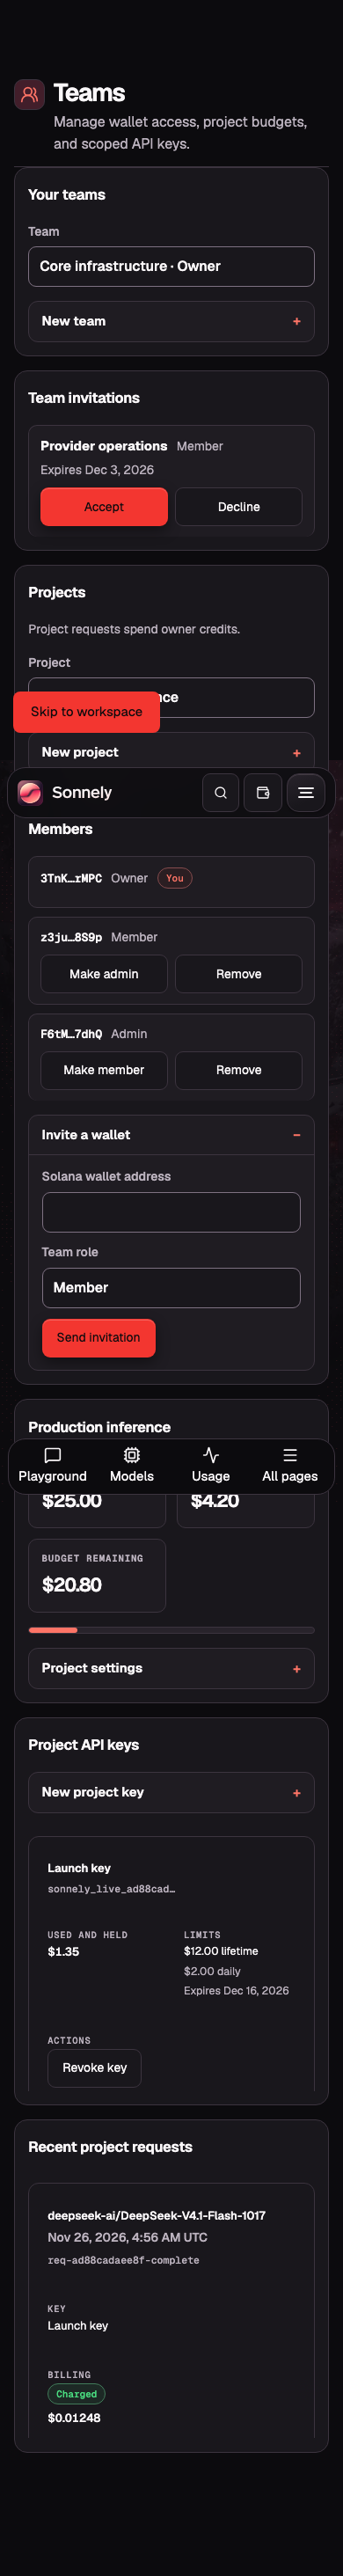 Teams
Manage wallet access, project budgets,
and scoped API keys.
Your teams
Team
Core infrastructure · Owner
New team +
Team invitations
Provider operations Member
Expires Dec 3, 2026
Accept Decline
Projects
Project requests spend owner credits.
Project
Skip to workspace
New project +
Sonnely
Members
3TnK…rMPC Owner You
z3ju…8S9p Member
Make admin Remove
F6tM…7dhQ Admin
Make member Remove
Invite a wallet −
Solana wallet address
Team role
Member
Send invitation
Production inference
Playground Models Usage All pages
$25.00 $4.20
BUDGET REMAINING
$20.80
Project settings +
Project API keys
New project key +
Launch key
sonnely_live_ad88cad…
USED AND HELD
$1.35
LIMITS
$12.00 lifetime
$2.00 daily
Expires Dec 16, 2026
ACTIONS
Revoke key
Recent project requests
deepseek-ai/DeepSeek-V4.1-Flash-1017
Nov 26, 2026, 4:56 AM UTC
req-ad88cadaee8f-complete
KEY
Launch key
BILLING
Charged
$0.01248